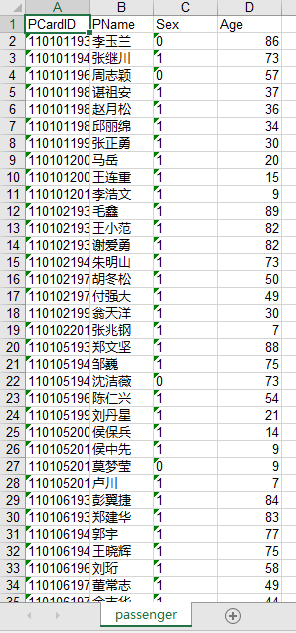 A B C D
1 PCardID PName Sex Age
2 110101193 李玉兰 0 86
3 110101194 张继川 1 73
4 110101196 周志颖 0 57
5 110101198 谌祖安 1 37
6 110101198 赵月松 1 36
7 110101198 邱丽绵 1 34
8 110101199 张正勇 1 30
9 110101200 马岳 1 20
10 110101200 王连重 1 15
11 110101201 李浩文 1 9
12 110102193 毛鑫 1 89
13 110102193 王小范 1 82
14 110102193 谢爱勇 1 82
15 110102194 朱明山 1 73
16 110102197 胡冬松 1 50
17 110102197 付强大 1 49
18 110102199 翁天洋 1 30
19 110102201 张兆钢 1 7
20 110105193 郑文坚 1 88
21 110105194 邹巍 1 75
22 110105194 沈洁薇 0 73
23 110105196 陈仁兴 1 54
24 110105199 刘丹星 1 21
25 110105200 侯保兵 1 14
26 110105201 侯中先 1 9
27 110105201 莫梦莹 0 9
28 110105201 卢川 1 7
29 110106193 彭翼捷 1 84
30 110106193 郑建华 1 83
31 110106194 郭宇 1 77
32 110106194 王晓辉 1 75
33 110106196 刘珩 1 58
34 110106197 董常志 1 49
35 110106197 1 44
passenger